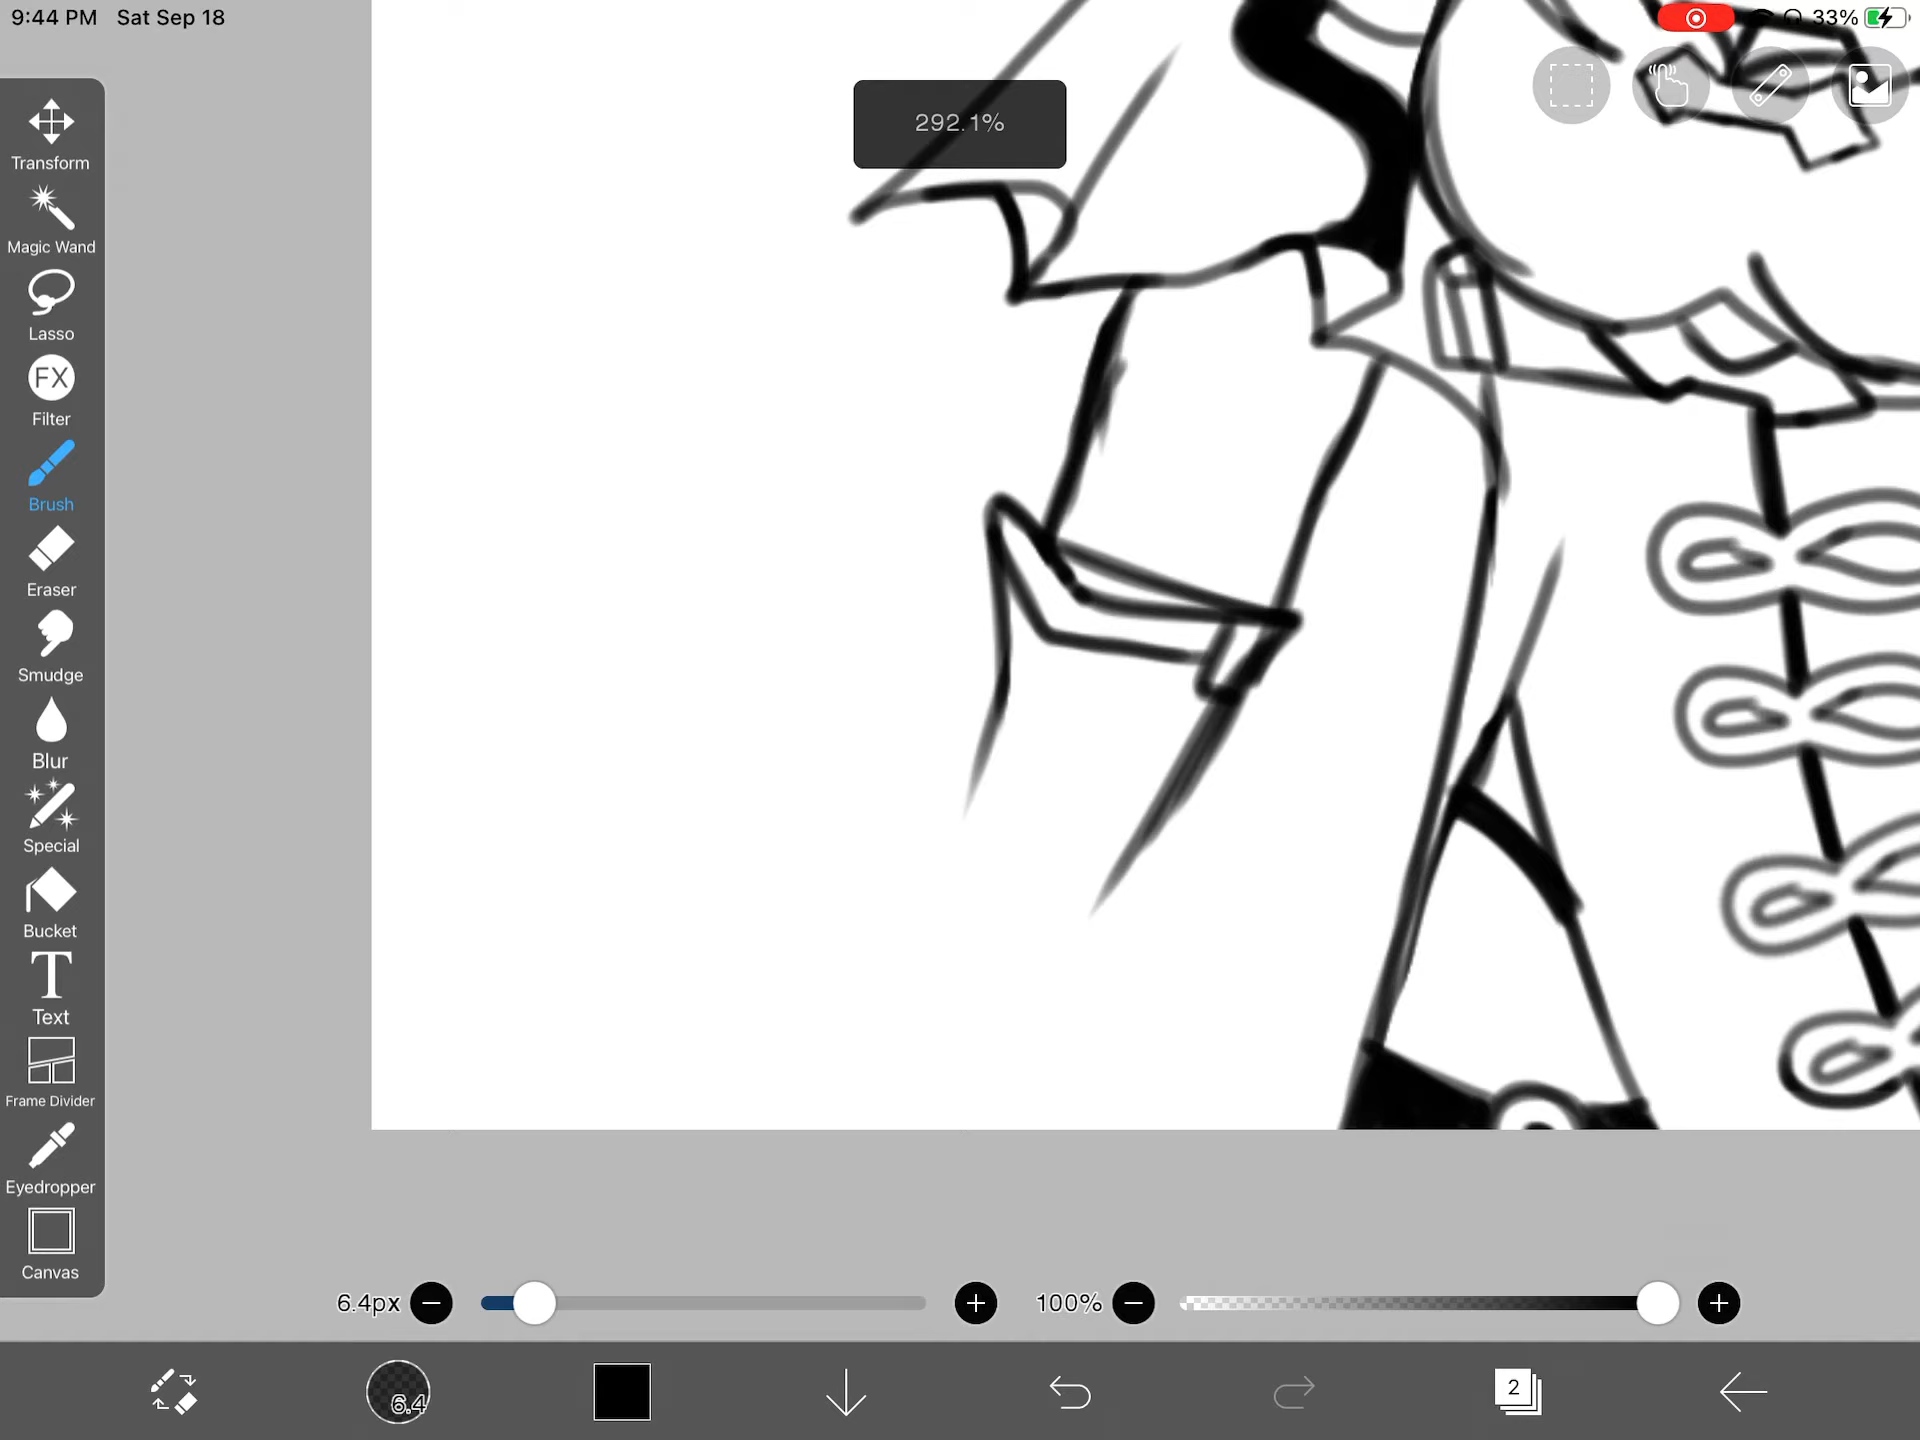 9:44 PM Sat Sep 18
33%
292.1%
Transform
Magic Wand
Lasso
FX
Filter
Brush
Eraser
Smudge
Blur
Special
Bucket
T
Text
Frame Divider
Eyedropper
Canvas
6.4px
100%
6.4
2